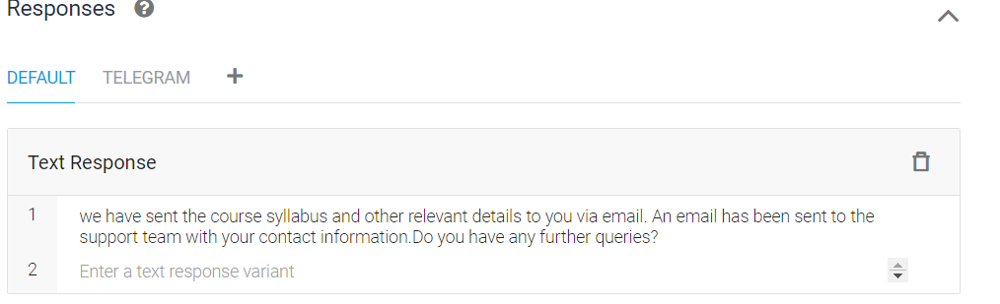 Responses ?
DEFAULT TELEGRAM +
Text Response
1 we have sent the course syllabus and other relevant details to you via email. An email has been sent to the
support team with your contact information.Do you have any further queries?
2 Enter a text response variant